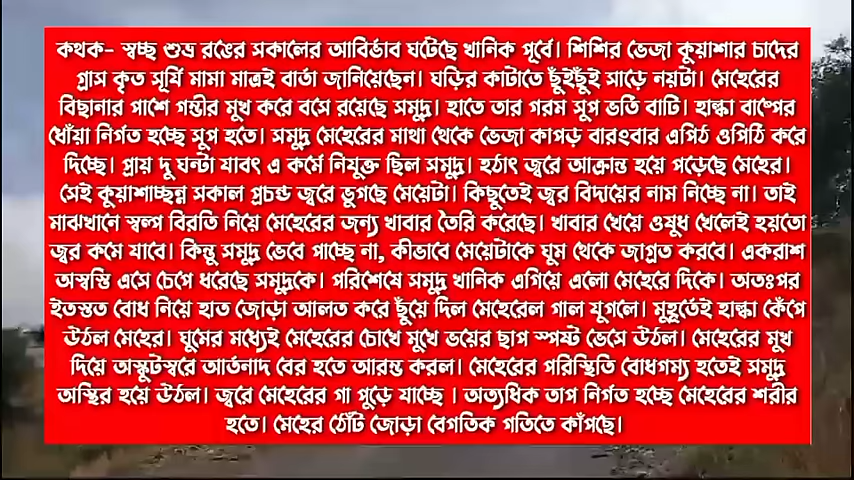 কথক- স্বচ্ছ শুভ্র রঙের সকালের আবির্ভাব ঘটেছে খানিক পূর্বে। শিশির ভেজা কুয়াশার চাদের
গ্রাস কৃত সূর্যি মামা মাত্রই বার্তা জানিয়েছেন। ঘড়ির কাটাতে ছুঁইছুঁই সাড়ে নয়টা। মেহেরের
বিছানার পাশে গম্ভীর মুখ করে বসে রয়েছে সমুদ্র। হাতে তার গরম সুপ ভর্তি বাটি। হাল্কা বাষ্পের
ধোঁয়া নির্গত হচ্ছে সুপ হতে। সমুদ্র মেহেরের মাথা থেকে ভেজা কাপড় বারংবার এপিঠ ওপিঠি করে
দিচ্ছে। প্রায় দু ঘন্টা যাবৎ এ কর্মে নিযুক্ত ছিল সমুদ্র। হঠাৎ জ্বরে আক্রান্ত হয়ে পড়েছে মেহের।
সেই কুয়াশাচ্ছন্ন সকাল প্রচন্ড জ্বরে ভুগছে মেয়েটা। কিছুতেই জ্বর বিদায়ের নাম নিচ্ছে না। তাই
মাঝখানে স্বল্প বিরতি নিয়ে মেহেরের জন্য খাবার তৈরি করেছে। খাবার খেয়ে ওষুধ খেলেই হয়তো
জ্বর কমে যাবে। কিন্তু সমুদ্র ভেবে পাচ্ছে না, কীভাবে মেয়েটাকে ঘুম থেকে জাগ্রত করবে। একরাশ
অস্বস্তি এসে চেপে ধরেছে সমুদ্রকে। পরিশেষে সমুদ্র খানিক এগিয়ে এলো মেহেরে দিকে। অতঃপর
ইতস্তত বোধ নিয়ে হাত জোড়া আলত করে ছুঁয়ে দিল মেহেরেল গাল যুগলে। মুহূর্তেই হাল্কা কেঁপে
উঠল মেহের। ঘুমের মধ্যেই মেহেরের চোখে মুখে ভয়ের ছাপ স্পষ্ট ভেসে উঠল। মেহেরের মুখ
দিয়ে অস্ফুটস্বরে আর্তনাদ বের হতে আরম্ভ করল। মেহেরের পরিস্থিতি বোধগম্য হতেই সমুদ্র
অস্থির হয়ে উঠল। জ্বরে মেহেরের গা পুড়ে যাচ্ছে । অত্যধিক তাপ নির্গত হচ্ছে মেহেরের শরীর
হতে। মেহের ঠোঁট জোড়া বেগতিক গতিতে কাঁপছে।